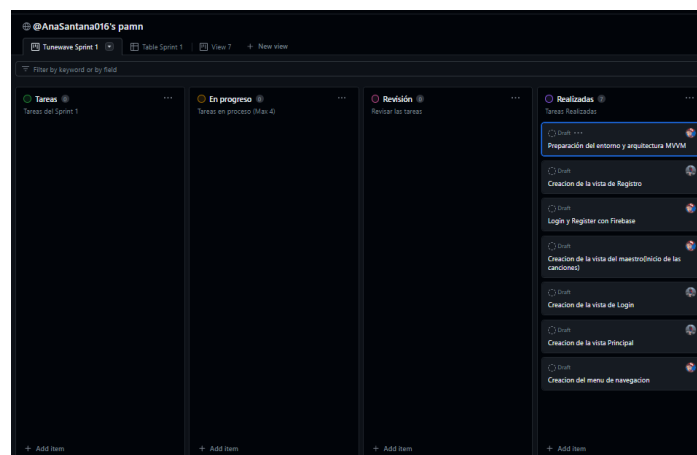 @AnaSantana016's pamn
Tunewave Sprint 1
Table Sprint 1
View 7
+ New view
Filter by keyword or by field
Tareas 0
Tareas del Sprint 1
En progreso 0
Tareas en proceso (Max 4)
Revisión 0
Revisar las tareas
Realizadas 7
Tareas Realizadas
Draft
Preparación del entorno y arquitectura MVVM
Draft
Creacion de la vista de Registro
Draft
Login y Register con Firebase
Draft
Creacion de la vista del maestro(Inicio de las
canciones)
Draft
Creacion de la vista de Login
Draft
Creacion de la vista Principal
Draft
Creacion del menu de navegacion
+ Add item
+ Add item
+ Add item
+ Add item